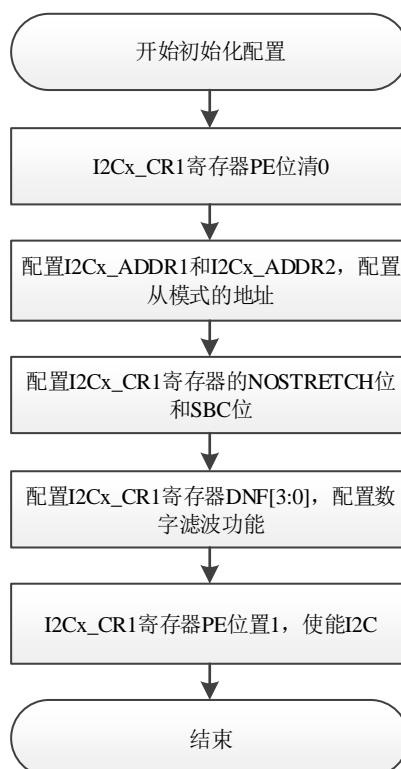 开始初始化配置
I2Cx_CR1寄存器PE位清0
配置I2Cx_ADDR1和I2Cx_ADDR2，配置
从模式的地址
配置I2Cx_CR1寄存器的NOSTRETCH位
和SBC位
配置I2Cx_CR1寄存器DNF[3:0]，配置数
字滤波功能
I2Cx_CR1寄存器PE位置1，使能I2C
结束